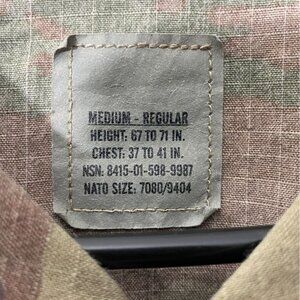 MEDIUM - REGULAR
HEIGHT: 67 TO 71 IN.
CHEST: 37 TO 41 IN.
NSN: 8415-01-598-9987
NATO SIZE: 7080/9404